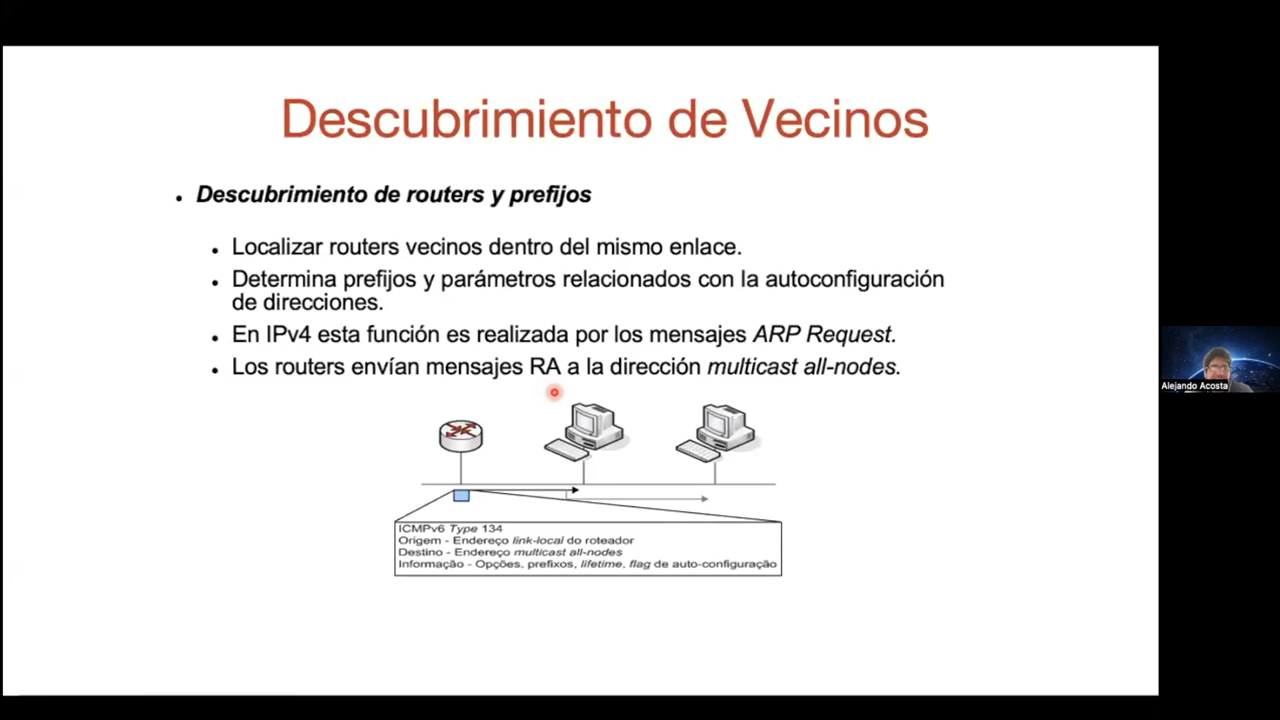 Descubrimiento de Vecinos
• Descubrimiento de routers y prefijos
• Localizar routers vecinos dentro del mismo enlace.
• Determina prefijos y parámetros relacionados con la autoconfiguración
de direcciones.
• En IPv4 esta función es realizada por los mensajes ARP Request.
• Los routers envían mensajes RA a la dirección multicast all-nodes.
Alejando Acosta
ICMPv6 Type 134
Origem - Endereço link-local do roteador
Destino - Endereço multicast all-nodes
Informação - Opções, prefixos, lifetime, flag de auto-configuração